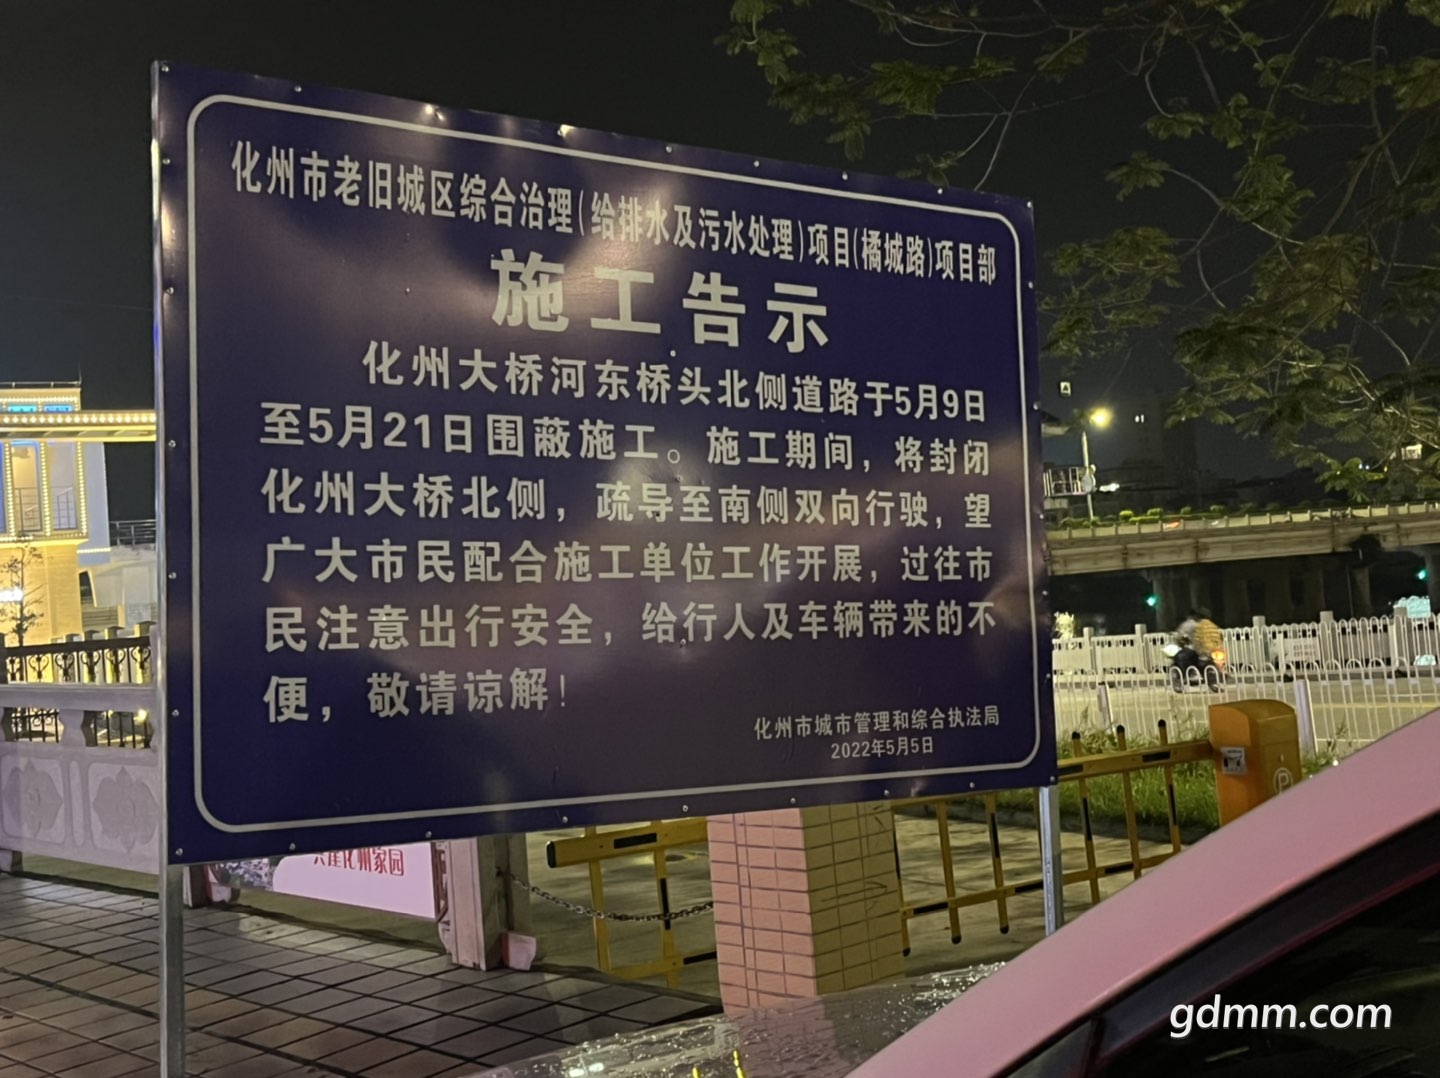 化州市老旧城区综合治理(给排水及污水处理)项目(橘城路)项目部
施工告示
化州大桥河东桥头北侧道路于5月9日
至5月21日围蔽施工。施工期间，将封闭
化州大桥北侧，疏导至南侧双向行驶，望
广大市民配合施工单位工作开展，过往市
民注意出行安全，给行人及车辆带来的不
便，敬请谅解！
化州市城市管理和综合执法局
2022年5月5日
化州家园
P
gdmm.com